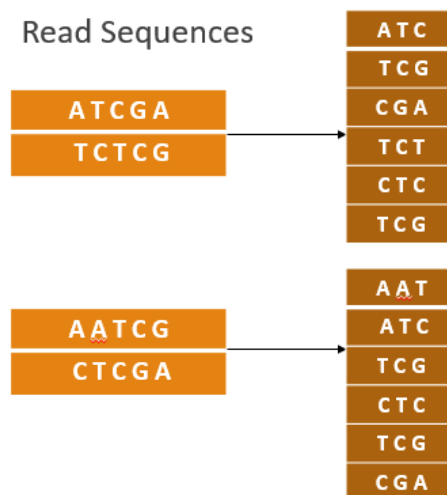 Read Sequences
ATCGA
TCTCG
ATC
TCG
CGA
TCT
CTC
TCG
AATCG
CTCGA
AAT
ATC
TCG
CTC
TCG
CGA